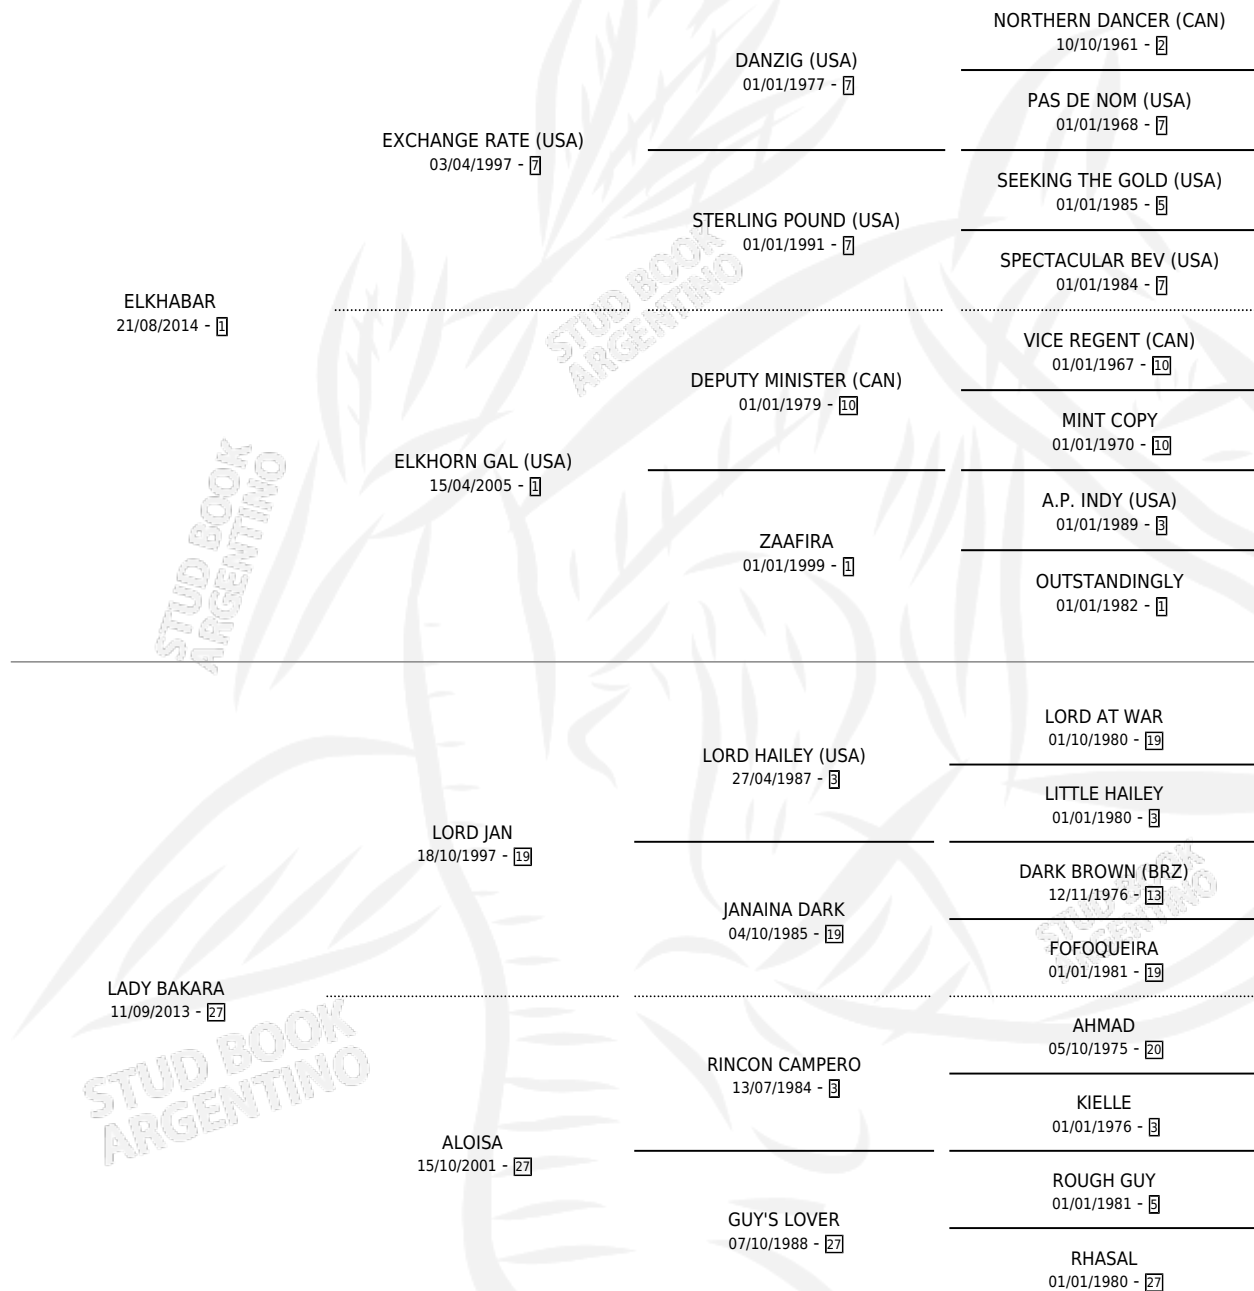 NORTHERN DANCER (CAN)
10/10/1961 - 2
DANZIG (USA)
01/01/1977 - 7
PAS DE NOM (USA)
01/01/1968 - 7
EXCHANGE RATE (USA)
03/04/1997 - 7
SEEKING THE GOLD (USA)
01/01/1985 - 5
STERLING POUND (USA)
01/01/1991 - 7
SPECTACULAR BEV (USA)
01/01/1984 - 7
ELKHABAR
21/08/2014 - 1
VICE REGENT (CAN)
01/01/1967 - 10
DEPUTY MINISTER (CAN)
01/01/1979 - 10
MINT COPY
01/01/1970 - 10
ELKHORN GAL (USA)
15/04/2005 - 1
A.P. INDY (USA)
01/01/1989 - 3
ZAAFIRA
01/01/1999 - 1
OUTSTANDINGLY
01/01/1982 - 1
LORD AT WAR
01/10/1980 - 19
LORD HAILEY (USA)
27/04/1987 - 3
LITTLE HAILEY
01/01/1980 - 3
LORD JAN
18/10/1997 - 19
DARK BROWN (BRZ)
12/11/1976 - 13
JANAINA DARK
04/10/1985 - 19
FOFOQUEIRA
01/01/1981 - 19
LADY BAKARA
11/09/2013 - 27
AHMAD
05/10/1975 - 20
RINCON CAMPERO
13/07/1984 - 3
KIELLE
01/01/1976 - 3
ALOISA
15/10/2001 - 27
ROUGH GUY
01/01/1981 - 5
GUY'S LOVER
07/10/1988 - 27
RHASAL
01/01/1980 - 27
STUD BOOK
ARGENTINO
STUD BOOK
ARGENTINO
STUD BOOK
ARGENTINO
STUD BOOK
ARGENTINO